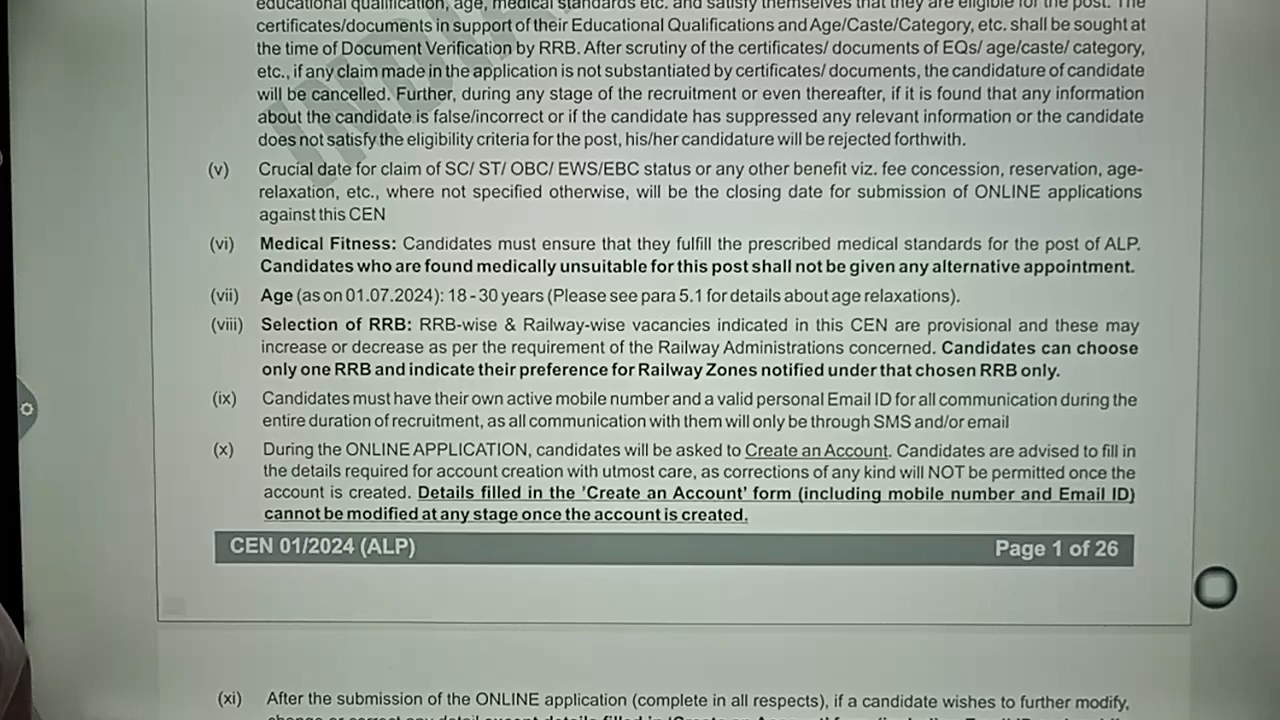 educational qualification, age, medical standards etc. and satisfy themselves that they are eligible for the post. The
certificates/documents in support of their Educational Qualifications and Age/Caste/Category, etc. shall be sought at
the time of Document Verification by RRB. After scrutiny of the certificates/ documents of EQs/ age/caste/ category,
etc., if any claim made in the application is not substantiated by certificates/ documents, the candidature of candidate
will be cancelled. Further, during any stage of the recruitment or even thereafter, if it is found that any information
about the candidate is false/incorrect or if the candidate has suppressed any relevant information or the candidate
does not satisfy the eligibility criteria for the post, his/her candidature will be rejected forthwith.
(v) Crucial date for claim of SC/ ST/ OBC/ EWS/EBC status or any other benefit viz. fee concession, reservation, age-
relaxation, etc., where not specified otherwise, will be the closing date for submission of ONLINE applications
against this CEN
(vi) Medical Fitness: Candidates must ensure that they fulfill the prescribed medical standards for the post of ALP.
Candidates who are found medically unsuitable for this post shall not be given any alternative appointment.
(vii) Age (as on 01.07.2024): 18 - 30 years (Please see para 5.1 for details about age relaxations).
(viii) Selection of RRB: RRB-wise & Railway-wise vacancies indicated in this CEN are provisional and these may
increase or decrease as per the requirement of the Railway Administrations concerned. Candidates can choose
only one RRB and indicate their preference for Railway Zones notified under that chosen RRB only.
(ix) Candidates must have their own active mobile number and a valid personal Email ID for all communication during the
entire duration of recruitment, as all communication with them will only be through SMS and/or email
(x) During the ONLINE APPLICATION, candidates will be asked to Create an Account. Candidates are advised to fill in
the details required for account creation with utmost care, as corrections of any kind will NOT be permitted once the
account is created. Details filled in the 'Create an Account' form (including mobile number and Email ID)
cannot be modified at any stage once the account is created.
CEN 01/2024 (ALP) Page 1 of 26
(xi) After the submission of the ONLINE application (complete in all respects), if a candidate wishes to further modify,